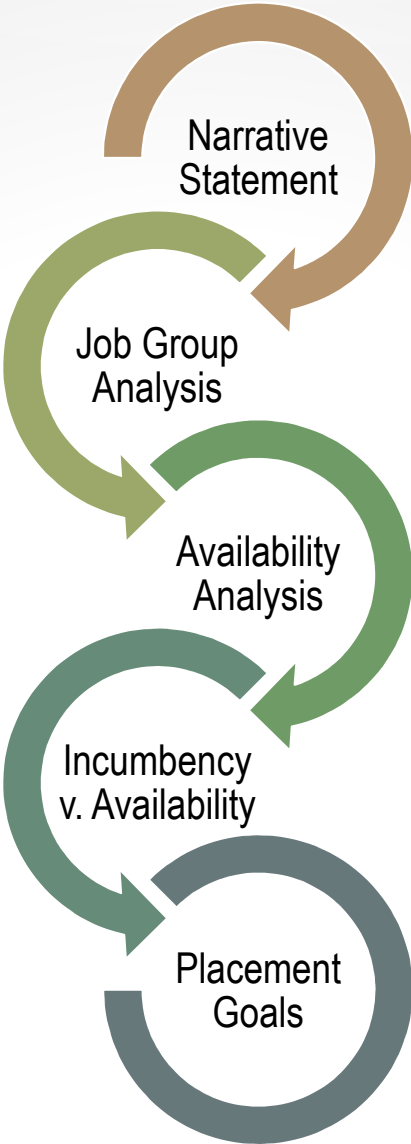 Narrative
Statement
Job Group
Analysis
Availability
Analysis
Incumbency
v. Availability
Placement
Goals